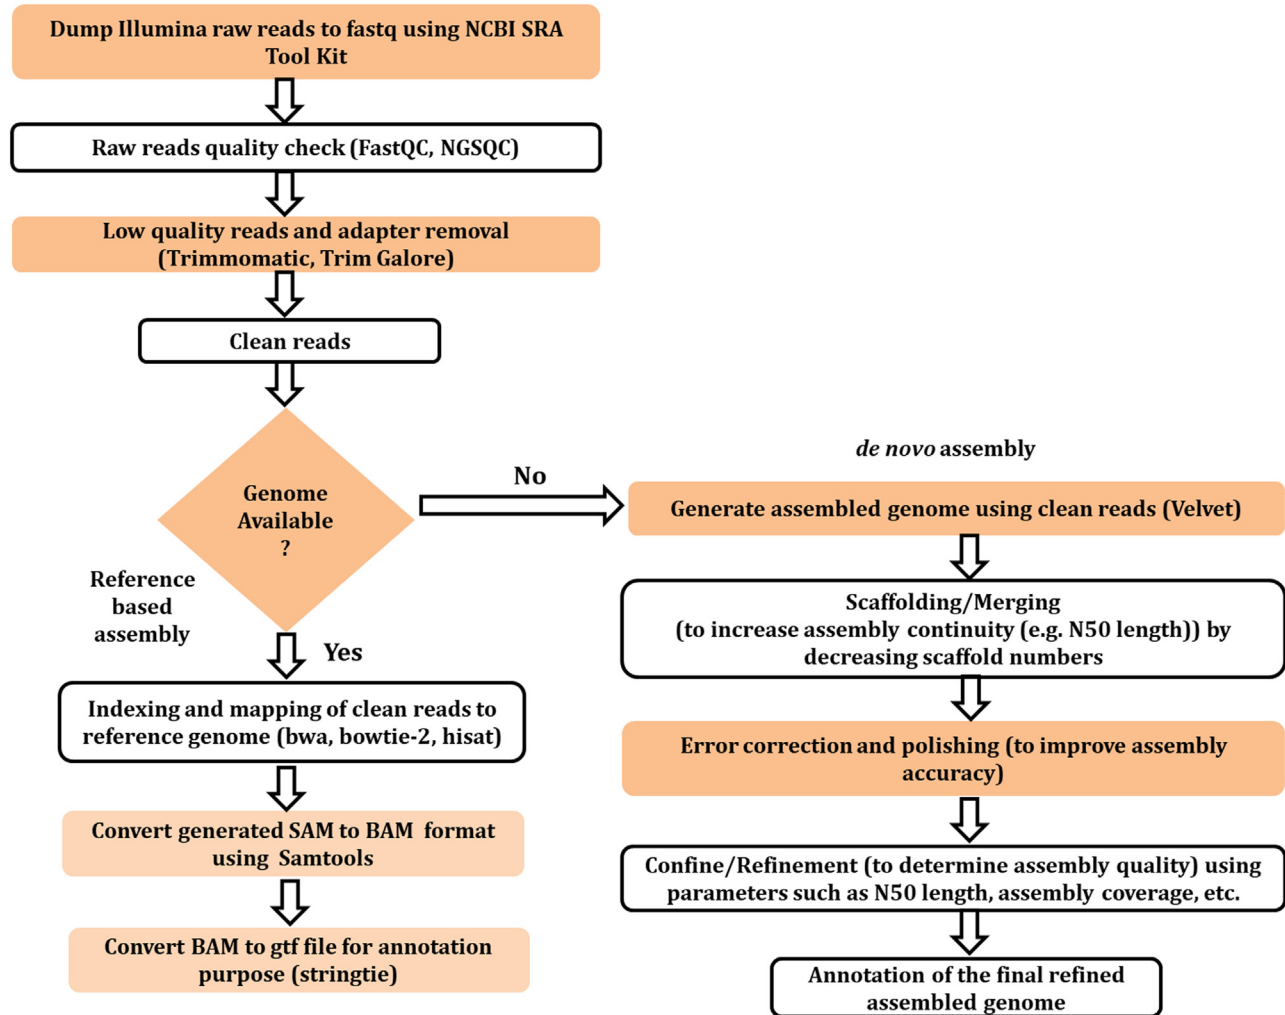 Dump Illumina raw reads to fastq using NCBI SRA
Tool Kit
Raw reads quality check (FastQC, NGSQC)
Low quality reads and adapter removal
(Trimmomatic, Trim Galore)
Clean reads
Genome
Available
?
No
Reference
based
assembly
Yes
Indexing and mapping of clean reads to
reference genome (bwa, bowtie-2, hisat)
Convert generated SAM to BAM format
using Samtools
Convert BAM to gtf file for annotation
purpose (stringtie)
de novo assembly
Generate assembled genome using clean reads (Velvet)
Scaffolding/Merging
(to increase assembly continuity (e.g. N50 length)) by
decreasing scaffold numbers
Error correction and polishing (to improve assembly
accuracy)
Confine/Refinement (to determine assembly quality) using
parameters such as N50 length, assembly coverage, etc.
Annotation of the final refined
assembled genome